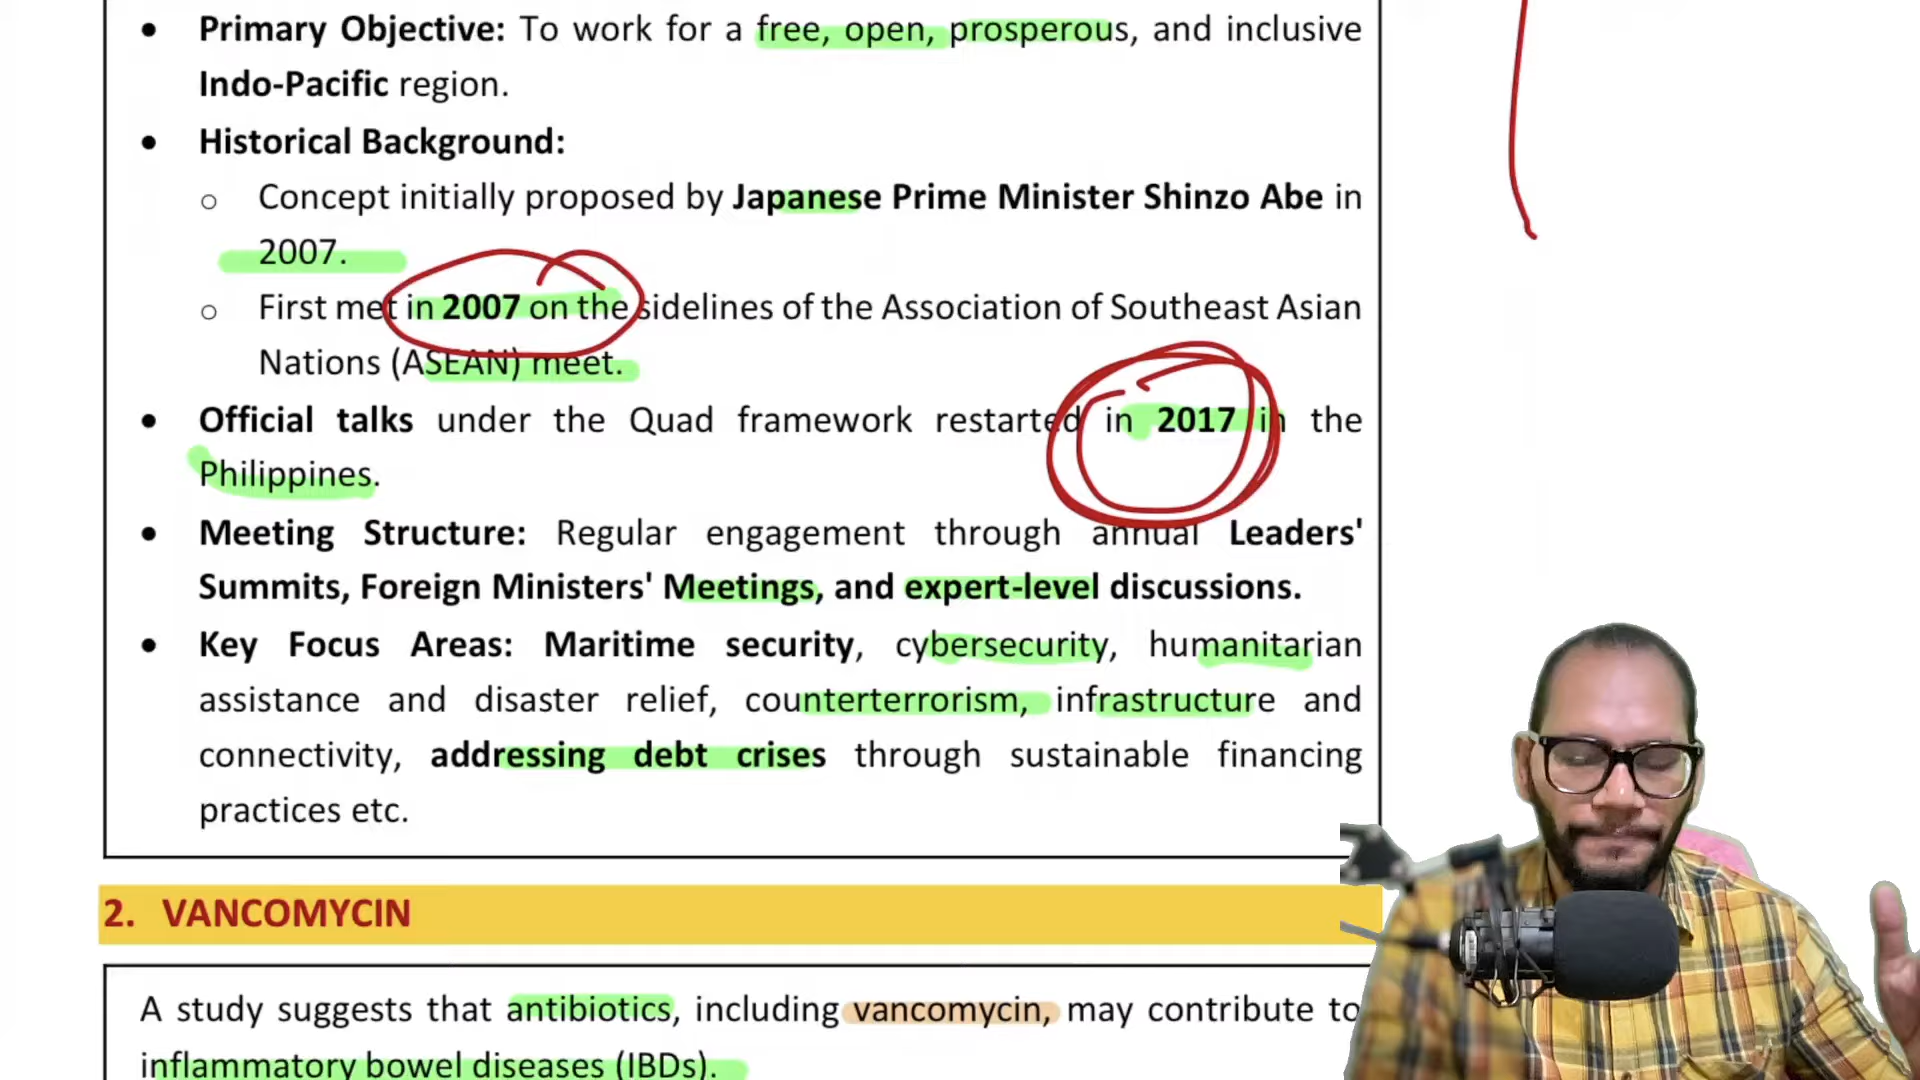 • Primary Objective: To work for a free, open, prosperous, and inclusive
Indo-Pacific region.
• Historical Background:
o Concept initially proposed by Japanese Prime Minister Shinzo Abe in
2007.
o First met in 2007 on the sidelines of the Association of Southeast Asian
Nations (ASEAN) meet.
• Official talks under the Quad framework restarted in 2017 in the
Philippines.
• Meeting Structure: Regular engagement through annual Leaders'
Summits, Foreign Ministers' Meetings, and expert-level discussions.
• Key Focus Areas: Maritime security, cybersecurity, humanitarian
assistance and disaster relief, counterterrorism, infrastructure and
connectivity, addressing debt crises through sustainable financing
practices etc.
2. VANCOMYCIN
A study suggests that antibiotics, including vancomycin, may contribute to
inflammatory bowel diseases (IBDs).